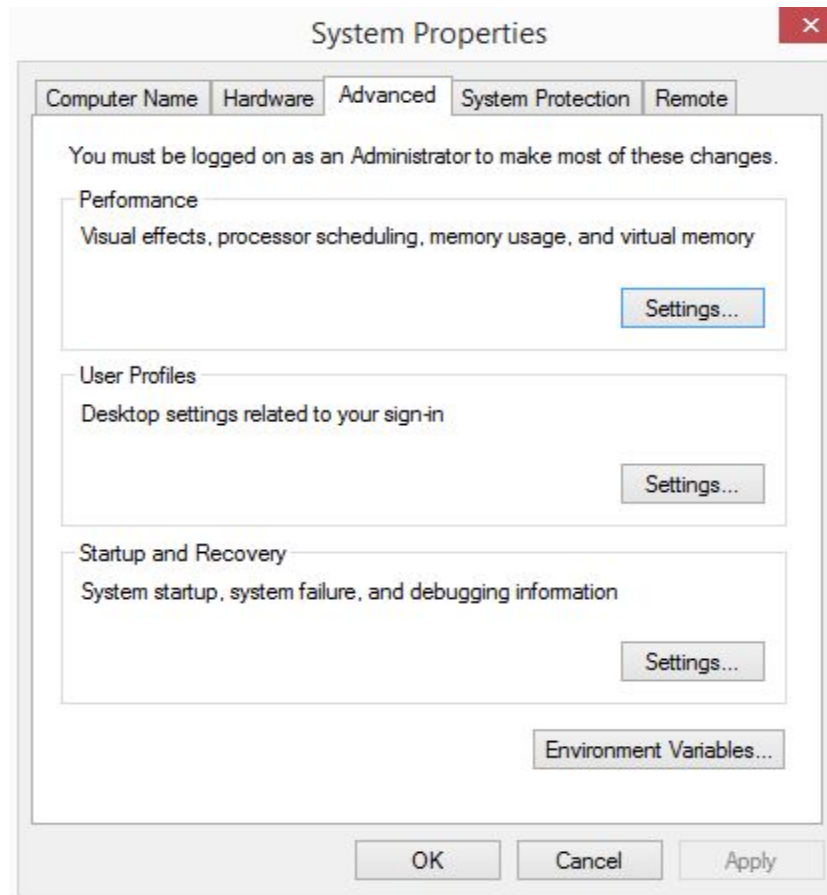 System Properties
Computer Name Hardware Advanced System Protection Remote
You must be logged on as an Administrator to make most of these changes.
Performance
Visual effects, processor scheduling, memory usage, and virtual memory
Settings...
User Profiles
Desktop settings related to your sign-in
Settings...
Startup and Recovery
System startup, system failure, and debugging information
Settings...
Environment Variables...
OK Cancel Apply